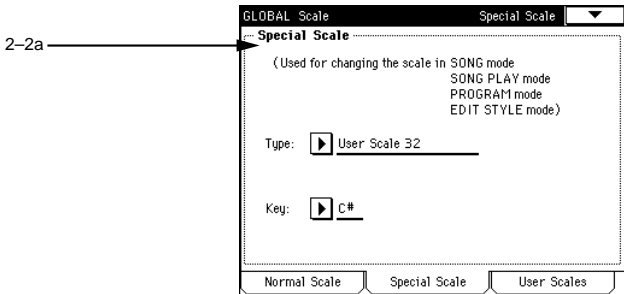 GLOBAL Scale Special Scale
2–2a
Special Scale
(Used for changing the scale in SONG mode
SONG PLAY mode
PROGRAM mode
EDIT STYLE mode)
Type: User Scale 32
Key: C#
Normal Scale Special Scale User Scales